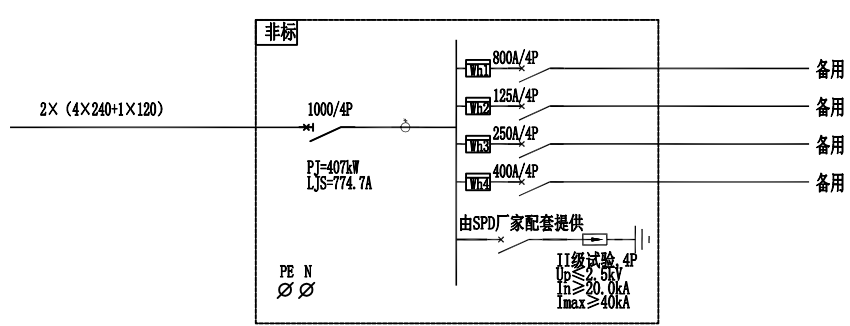 非标
800A/4P
Wh1
备用
2×（4×240+1×120）
1000/4P
125A/4P
Wh2
备用
250A/4P
Wh3
备用
PJ=407kW
LJS=774.7A
400A/4P
Wh4
备用
由SPD厂家配套提供
PE N
II级试验,4P
Up≤2.5kV
In≥20.0kA
Imax≥40kA